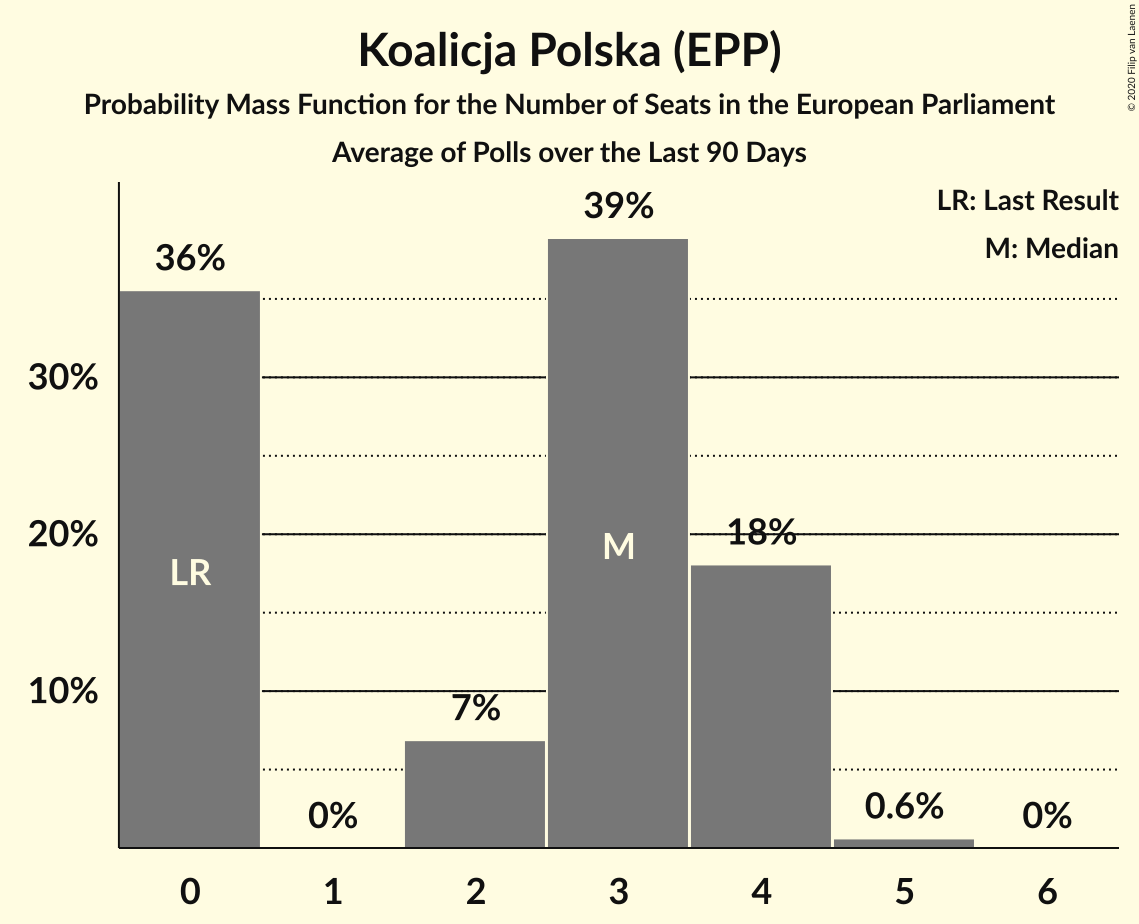 Koalicja Polska (EPP)
Probability Mass Function for the Number of Seats in the European Parliament
Average of Polls over the Last 90 Days
© 2020 Filip van Laenen
LR: Last Result
M: Median
39%
36%
30%
20%
18%
M
LR
10%
7%
0.6%
0%
0%
0 1 2 3 4 5 6